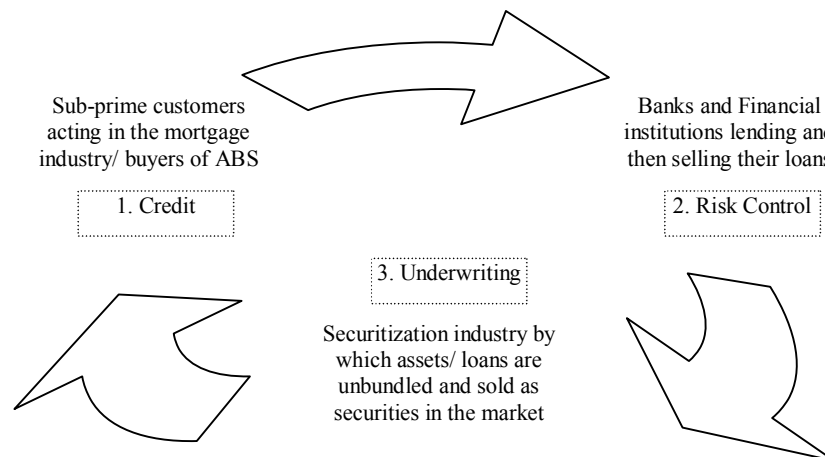 Sub-prime customers
acting in the mortgage
industry/ buyers of ABS
1. Credit
Banks and Financial
institutions lending and
then selling their loans
2. Risk Control
3. Underwriting
Securitization industry by
which assets/ loans are
unbundled and sold as
securities in the market